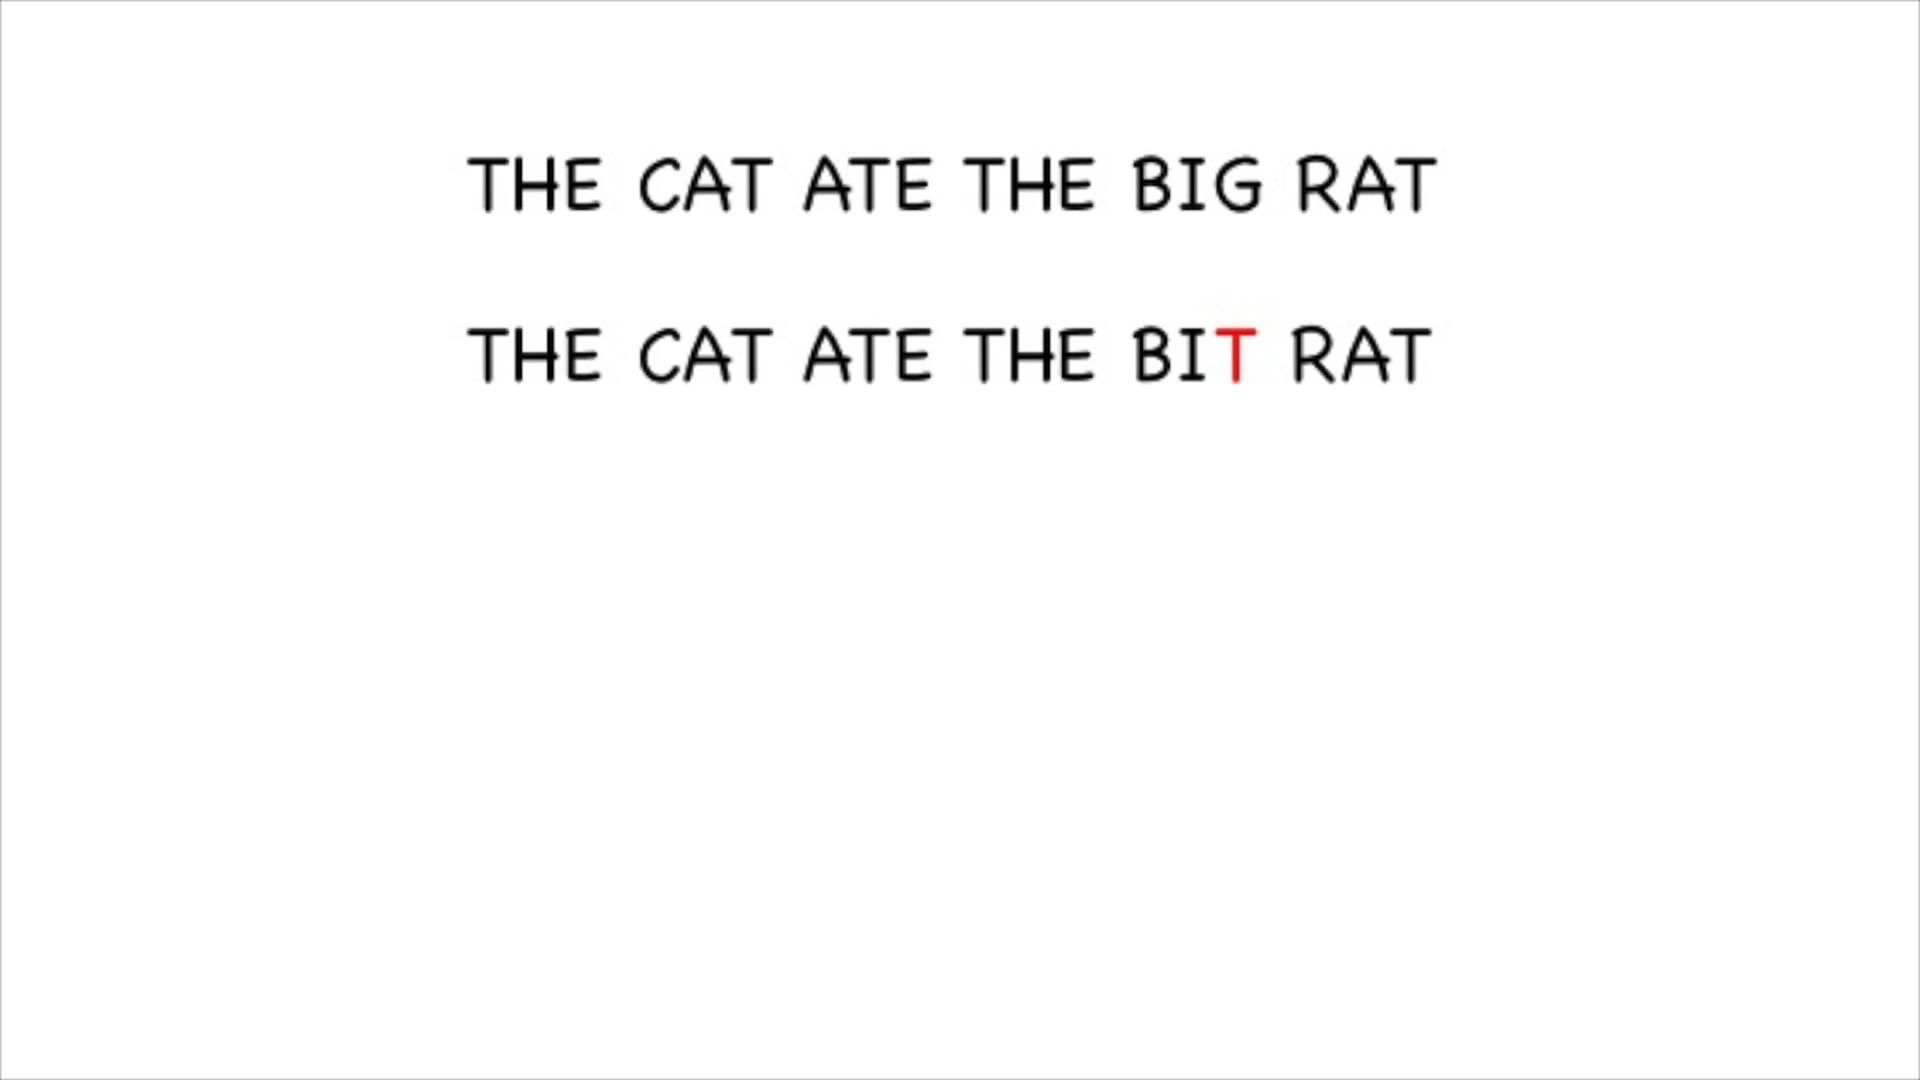 THE CAT ATE THE BIG RAT
THE CAT ATE THE BIT RAT